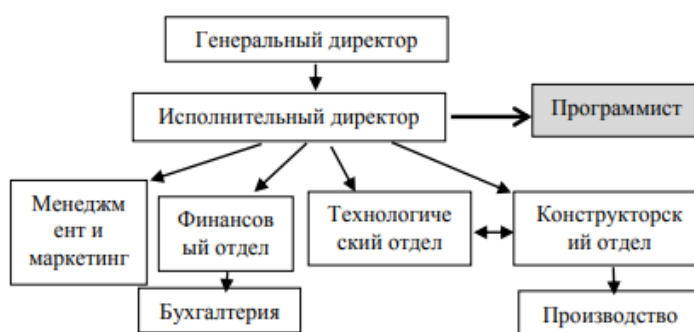 Генеральный директор
Исполнительный директор
Программист
Менеджм
ент и
маркетинг
Финансов
ый отдел
Технологиче
ский отдел
Конструкторск
ий отдел
Бухгалтерия
Производство